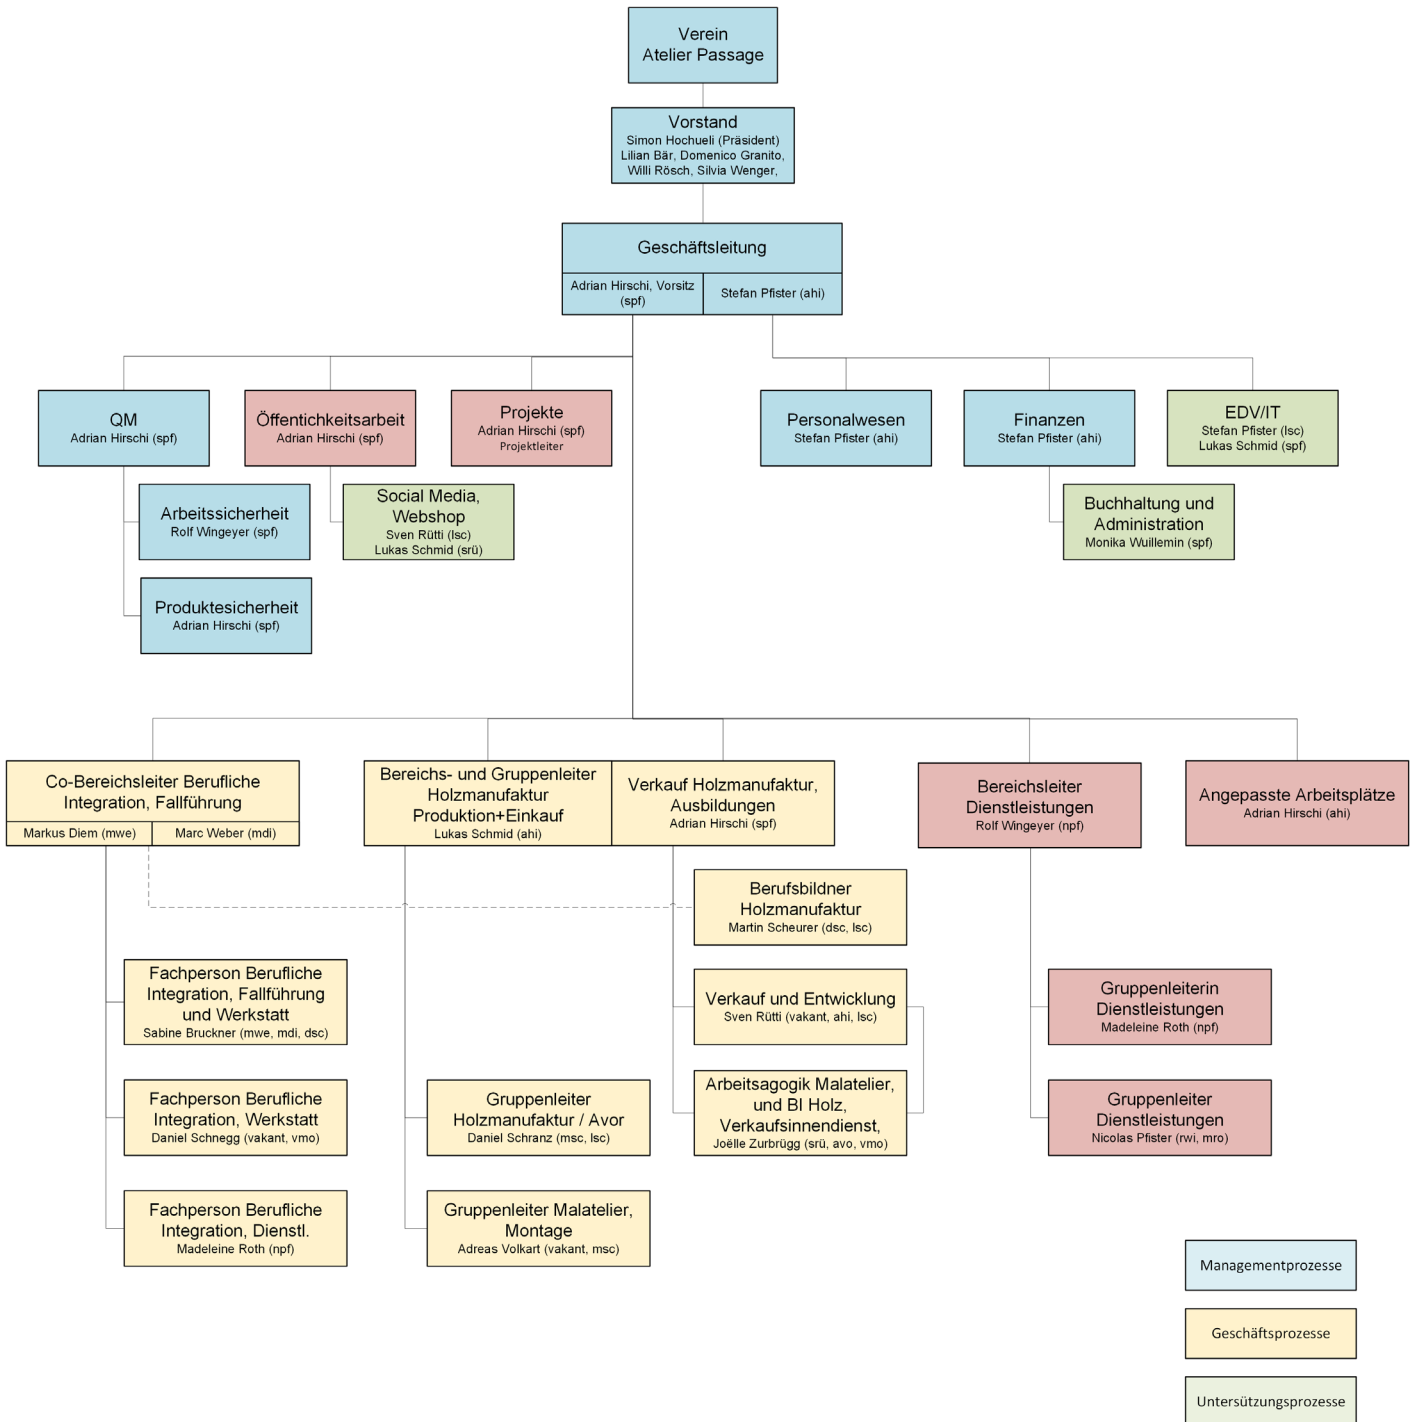 Verein
Atelier Passage
Vorstand
Simon Hochueli (Präsident)
Lilian Bär, Domenico Granito,
Willi Rösch, Silvia Wenger,
Geschäftsleitung
Adrian Hirschi, Vorsitz
(spf)
Stefan Pfister (ahi)
QM
Adrian Hirschi (spf)
Öffentichkeitsarbeit
Adrian Hirschi (spf)
Projekte
Adrian Hirschi (spf)
Projektleiter
Personalwesen
Stefan Pfister (ahi)
Finanzen
Stefan Pfister (ahi)
EDV/IT
Stefan Pfister (lsc)
Lukas Schmid (spf)
Arbeitssicherheit
Rolf Wingeyer (spf)
Social Media,
Webshop
Sven Rütti (lsc)
Lukas Schmid (srü)
Buchhaltung und
Administration
Monika Wuillemin (spf)
Produktesicherheit
Adrian Hirschi (spf)
Co-Bereichsleiter Berufliche
Integration, Fallführung
Markus Diem (mwe)
Marc Weber (mdi)
Bereichs- und Gruppenleiter
Holzmanufaktur
Produktion+Einkauf
Lukas Schmid (ahi)
Verkauf Holzmanufaktur,
Ausbildungen
Adrian Hirschi (spf)
Bereichsleiter
Dienstleistungen
Rolf Wingeyer (npf)
Angepasste Arbeitsplätze
Adrian Hirschi (ahi)
Berufsbildner
Holzmanufaktur
Martin Scheurer (dsc, lsc)
Fachperson Berufliche
Integration, Fallführung
und Werkstatt
Sabine Bruckner (mwe, mdi, dsc)
Verkauf und Entwicklung
Sven Rütti (vakant, ahi, lsc)
Gruppenleiterin
Dienstleistungen
Madeleine Roth (npf)
Fachperson Berufliche
Integration, Werkstatt
Daniel Schnegg (vakant, vmo)
Gruppenleiter
Holzmanufaktur / Avor
Daniel Schranz (msc, lsc)
Arbeitsagogik Malatelier,
und BI Holz,
Verkaufsinnendienst,
Joëlle Zurbrügg (srü, avo, vmo)
Gruppenleiter
Dienstleistungen
Nicolas Pfister (rwi, mro)
Fachperson Berufliche
Integration, Dienstl.
Madeleine Roth (npf)
Gruppenleiter Malatelier,
Montage
Adreas Volkart (vakant, msc)
Managementprozesse
Geschäftsprozesse
Untersützungsprozesse